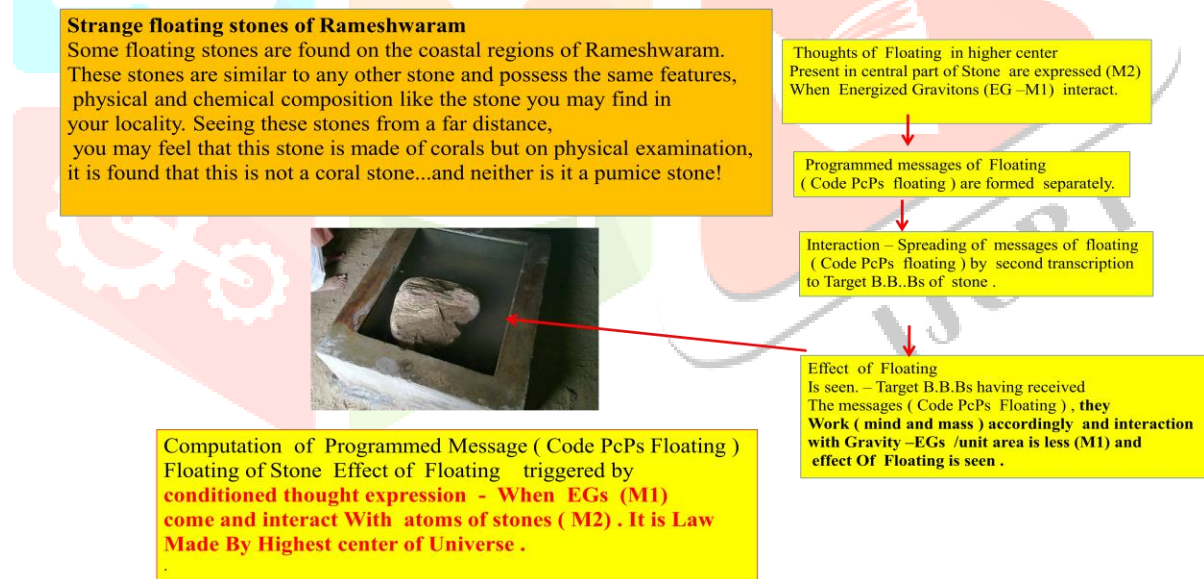 Strange floating stones of Rameshwaram
Some floating stones are found on the coastal regions of Rameshwaram.
These stones are similar to any other stone and possess the same features,
physical and chemical composition like the stone you may find in
your locality. Seeing these stones from a far distance,
you may feel that this stone is made of corals but on physical examination,
it is found that this is not a coral stone...and neither is it a pumice stone!
Thoughts of Floating in higher center
Present in central part of Stone are expressed (M2)
When Energized Gravitons (EG –M1) interact.
Programmed messages of Floating
( Code PcPs floating ) are formed separately.
Interaction – Spreading of messages of floating
( Code PcPs floating ) by second transcription
to Target B.B..Bs of stone .
Effect of Floating
Is seen. – Target B.B.Bs having received
The messages ( Code PcPs Floating ) , they
Work ( mind and mass ) accordingly and interaction
with Gravity –EGs /unit area is less (M1) and
effect Of Floating is seen .
Computation of Programmed Message ( Code PcPs Floating )
Floating of Stone Effect of Floating triggered by
conditioned thought expression - When EGs (M1)
come and interact With atoms of stones ( M2) . It is Law
Made By Highest center of Universe .
.
IJCRT